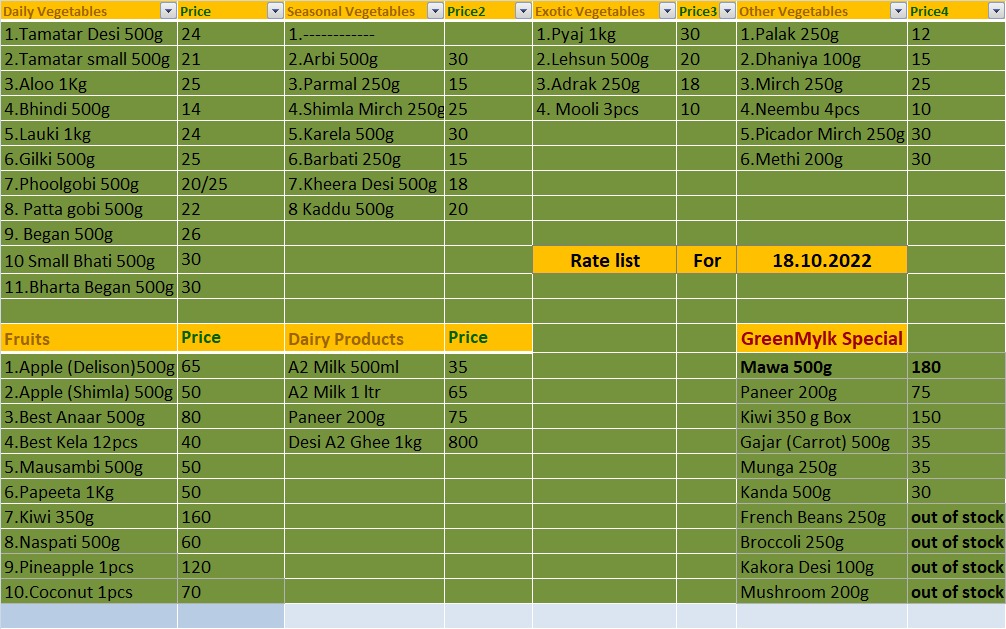 Daily Vegetables Price Seasonal Vegetables Price2 Exotic Vegetables Price3 Other Vegetables Price4
1.Tamatar Desi 500g 24 1.------------ 1.Pyaj 1kg 30 1.Palak 250g 12
2.Tamatar small 500g 21 2.Arbi 500g 30 2.Lehsun 500g 20 2.Dhaniya 100g 15
3.Aloo 1Kg 25 3.Parmal 250g 15 3.Adrak 250g 18 3.Mirch 250g 25
4.Bhindi 500g 14 4.Shimla Mirch 250g 25 4. Mooli 3pcs 10 4.Neembu 4pcs 10
5.Lauki 1kg 24 5.Karela 500g 30 5.Picador Mirch 250g 30
6.Gilki 500g 25 6.Barbati 250g 15 6.Methi 200g 30
7.Phoolgobi 500g 20/25 7.Kheera Desi 500g 18
8. Patta gobi 500g 22 8 Kaddu 500g 20
9. Began 500g 26
10 Small Bhati 500g 30 Rate list For 18.10.2022
11.Bharta Began 500g 30
Fruits Price Dairy Products Price GreenMylk Special
1.Apple (Delison)500g 65 A2 Milk 500ml 35 Mawa 500g 180
2.Apple (Shimla) 500g 50 A2 Milk 1 ltr 65 Paneer 200g 75
3.Best Anaar 500g 80 Paneer 200g 75 Kiwi 350 g Box 150
4.Best Kela 12pcs 40 Desi A2 Ghee 1kg 800 Gajar (Carrot) 500g 35
5.Mausambi 500g 50 Munga 250g 35
6.Papeeta 1Kg 50 Kanda 500g 30
7.Kiwi 350g 160 French Beans 250g out of stock
8.Naspati 500g 60 Broccoli 250g out of stock
9.Pineapple 1pcs 120 Kakora Desi 100g out of stock
10.Coconut 1pcs 70 Mushroom 200g out of stock